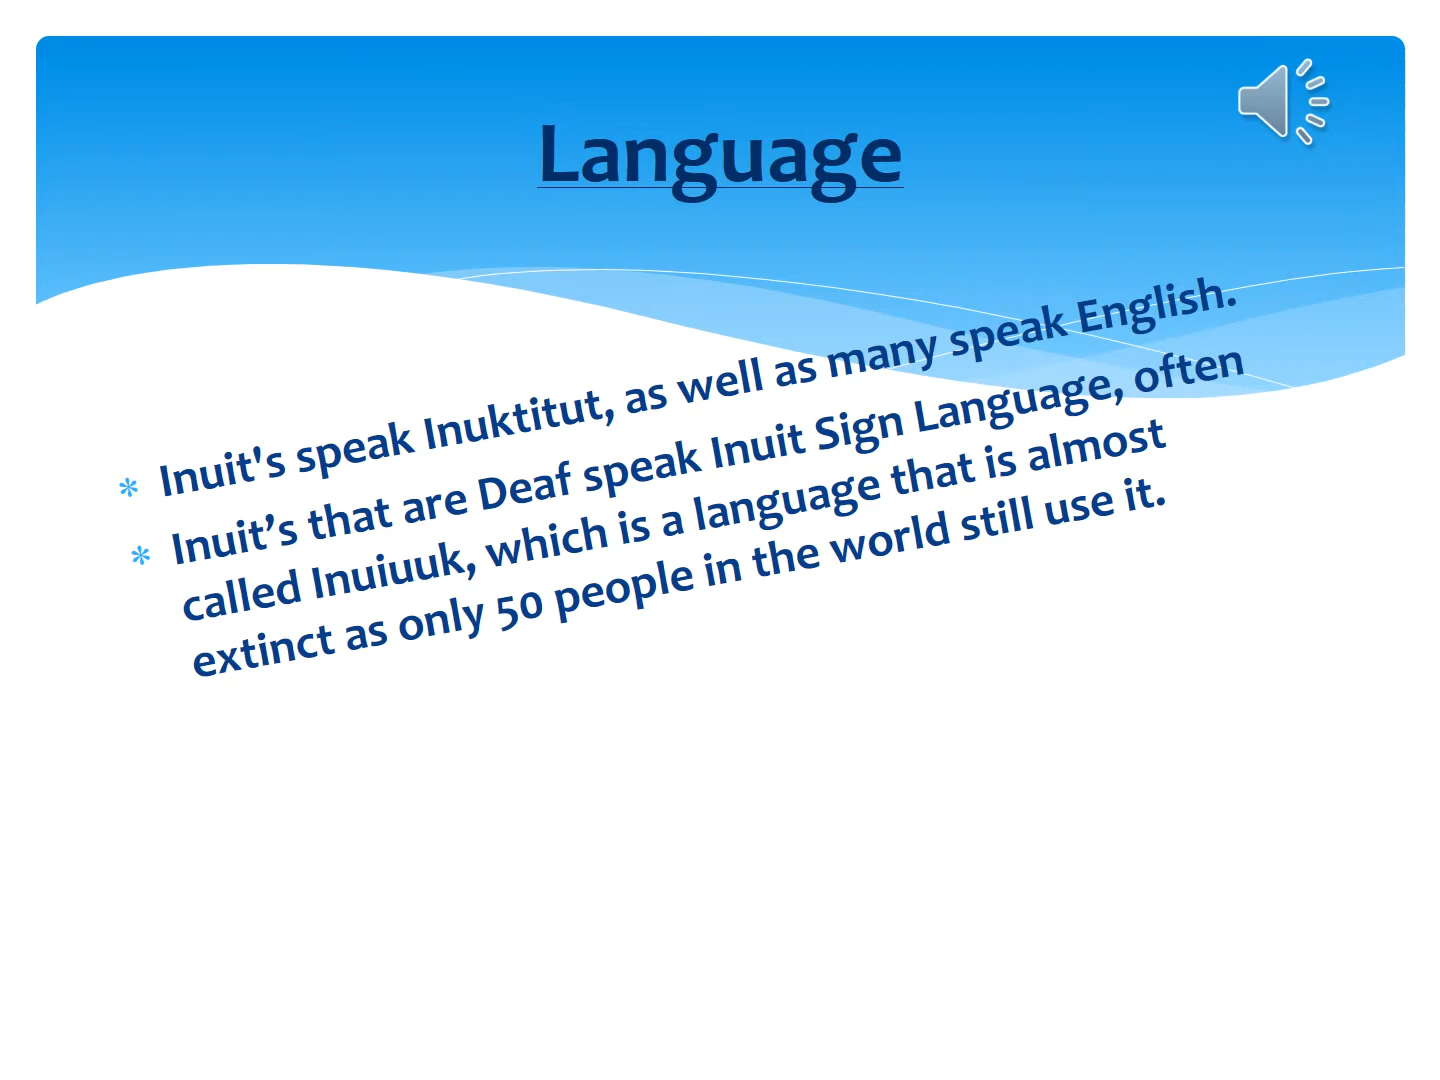 Language
* Inuit's speak Inuktitut, as well as many speak English.
* Inuit’s that are Deaf speak Inuit Sign Language, often
called Inuiuuk, which is a language that is almost
extinct as only 50 people in the world still use it.